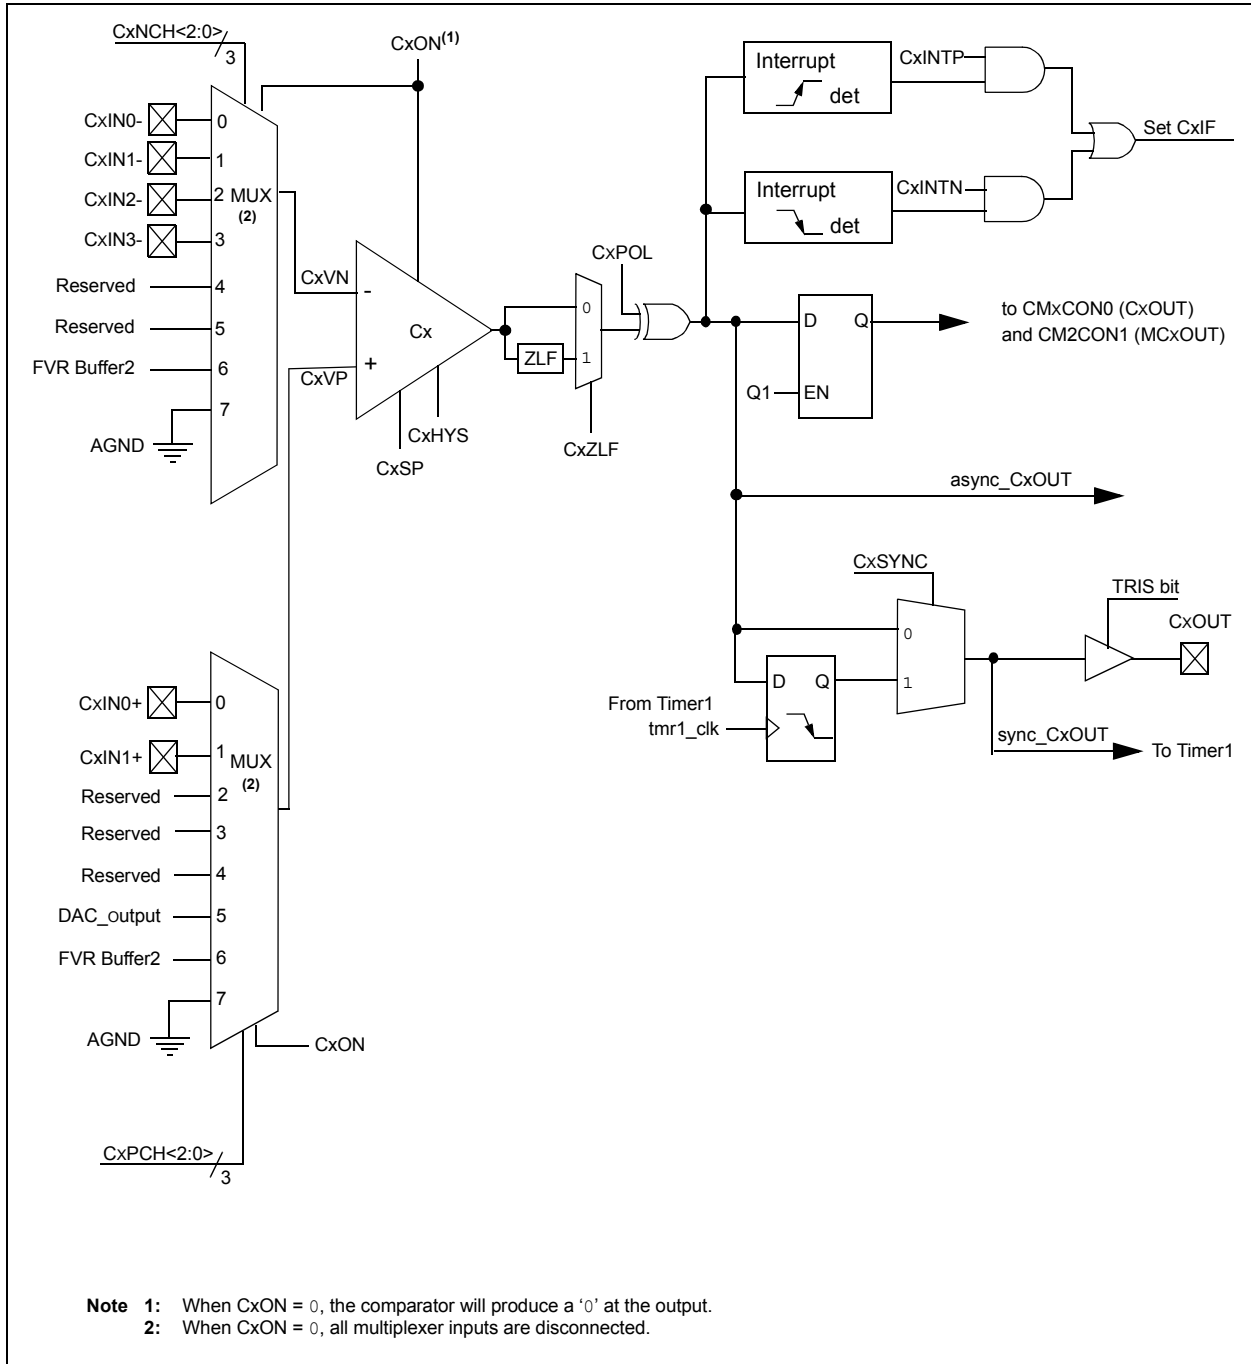 CxNCH<2:0>
3
CxON(1)
CxIN0-
0
CxIN1-
1
CxIN2-
2
MUX
(2)
CxIN3-
3
Reserved
4
Reserved
5
FVR Buffer2
6
7
AGND
CxVN
-
Cx
CxVP
+
CxHYS
CxSP
0
ZLF
1
CxZLF
CxPOL
Interrupt
det
CxINTP
Interrupt
det
CxINTN
Set CxIF
D
Q
Q1
EN
to CMxCON0 (CxOUT)
and CM2CON1 (MCxOUT)
async_CxOUT
CxSYNC
0
1
D
Q
From Timer1
tmr1_clk
TRIS bit
CxOUT
sync_CxOUT
To Timer1
CxIN0+
0
CxIN1+
1
MUX
(2)
Reserved
2
Reserved
3
Reserved
4
DAC_output
5
FVR Buffer2
6
7
AGND
CxON
CxPCH<2:0>
3
Note 1: When CxON = 0, the comparator will produce a ‘0’ at the output.
2: When CxON = 0, all multiplexer inputs are disconnected.